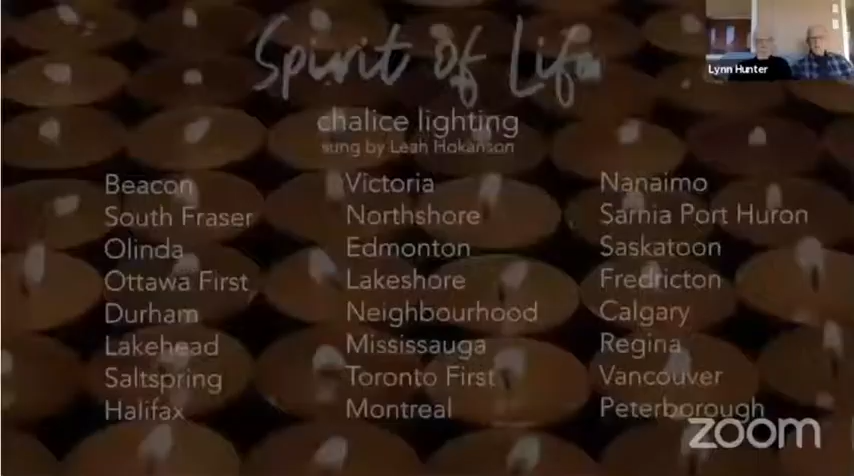 Spirit of Life
Lynn Hunter
chalice lighting
sung by Leah Hokanson
Beacon
South Fraser
Olinda
Ottawa First
Durham
Lakehead
Saltspring
Halifax
Victoria
Northshore
Edmonton
Lakeshore
Neighbourhood
Mississauga
Toronto First
Montreal
Nanaimo
Sarnia Port Huron
Saskatoon
Fredricton
Calgary
Regina
Vancouver
Peterborough
zoom